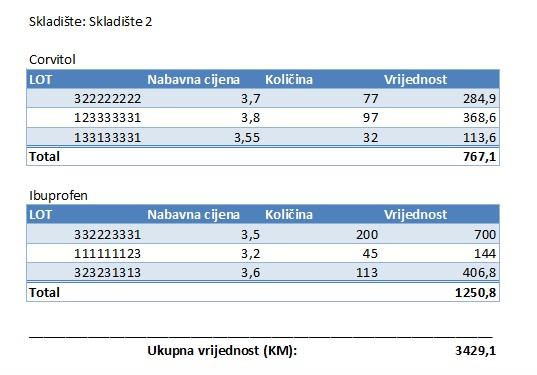 Skladište: Skladište 2
Corvitol
LOT Nabavna cijena Količina Vrijednost
322222222 3,7 77 284,9
123333331 3,8 97 368,6
133133331 3,55 32 113,6
Total 767,1
Ibuprofen
LOT Nabavna cijena Količina Vrijednost
332223331 3,5 200 700
111111123 3,2 45 144
323231313 3,6 113 406,8
Total 1250,8
Ukupna vrijednost (KM): 3429,1